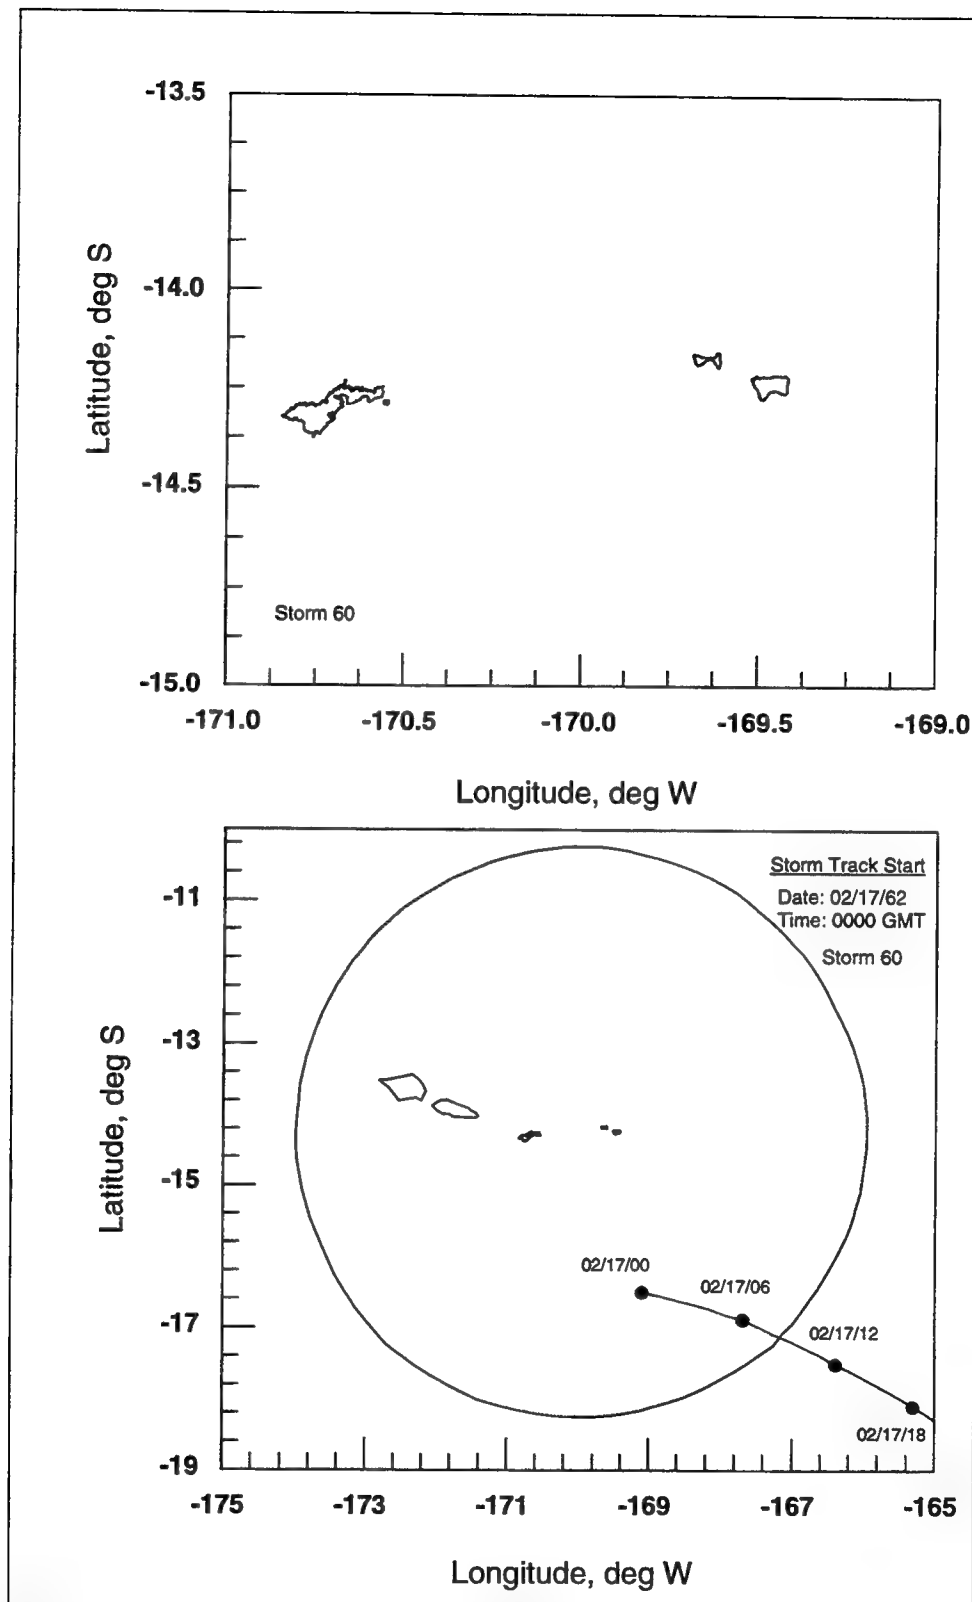 -13.5
-14.0
-14.5
-15.0
Latitude, deg S
Storm 60
-171.0
-170.5
-170.0
-169.5
-169.0
Longitude, deg W
Storm Track Start
Date: 02/17/62
Time: 0000 GMT
Storm 60
-11
-13
-15
-17
-19
Latitude, deg S
02/17/00
02/17/06
02/17/12
02/17/18
-175
-173
-171
-169
-167
-165
Longitude, deg W